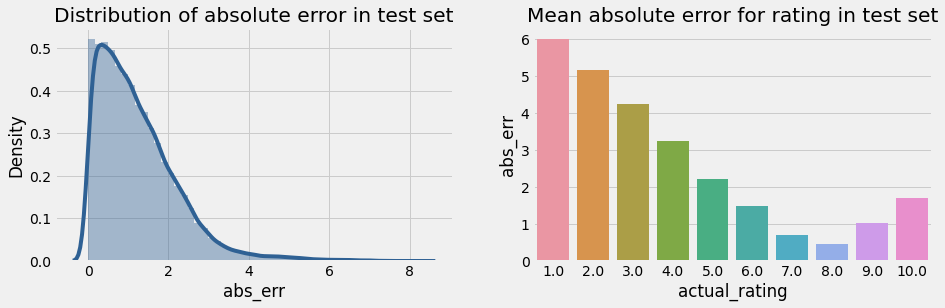 Distribution of absolute error in test set
Density
0.5
0.4
0.3
0.2
0.1
0.0
0 2 4 6 8
abs_err
Mean absolute error for rating in test set
abs_err
6
5
4
3
2
1
0
1.0 2.0 3.0 4.0 5.0 6.0 7.0 8.0 9.0 10.0
actual_rating